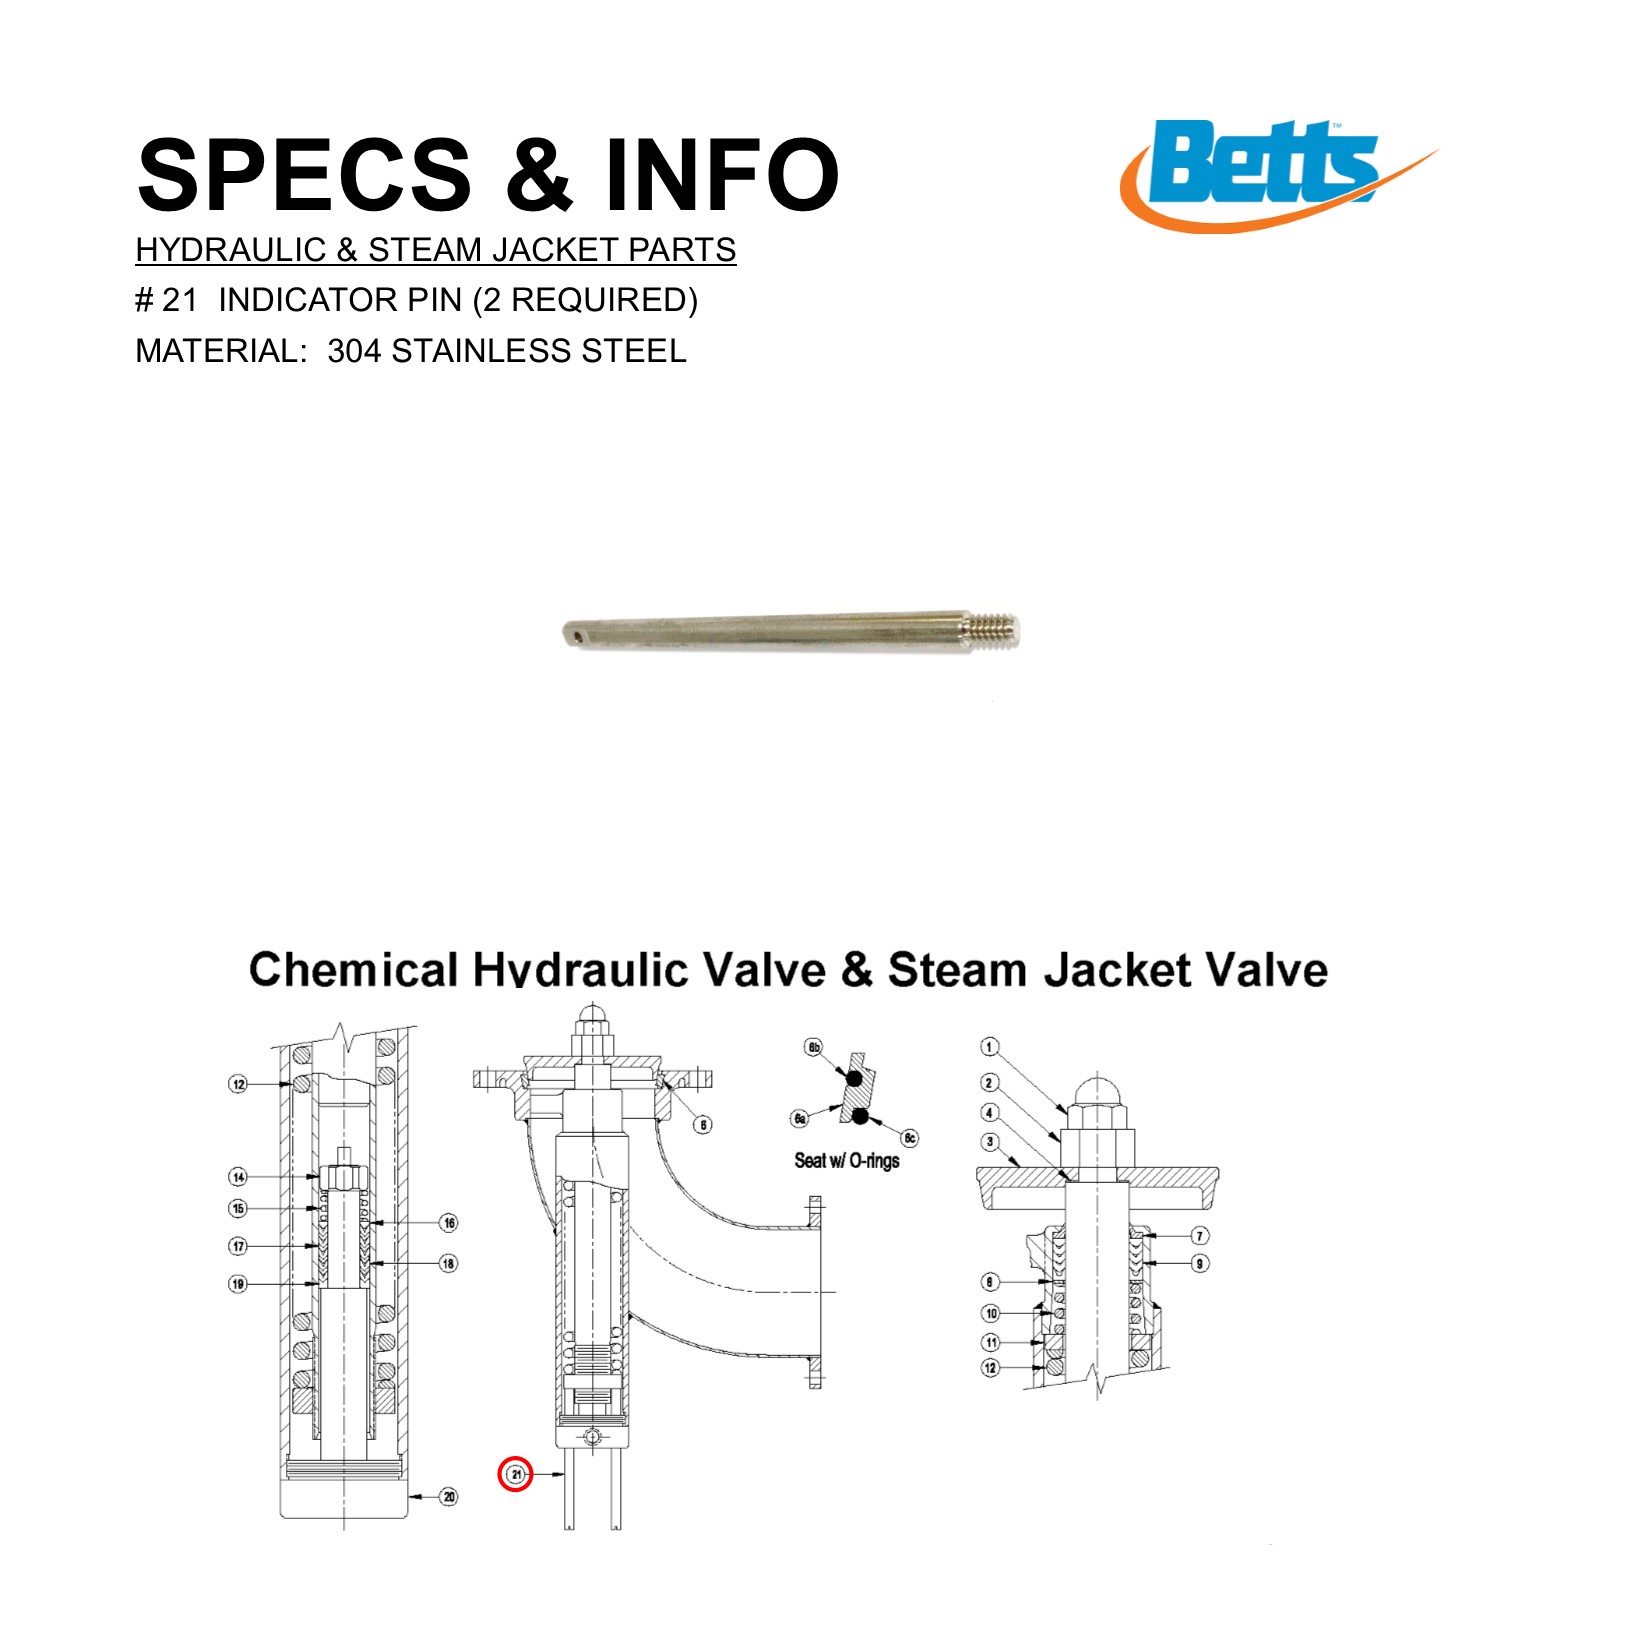 SPECS & INFO
Betts™
HYDRAULIC & STEAM JACKET PARTS
# 21 INDICATOR PIN (2 REQUIRED)
MATERIAL: 304 STAINLESS STEEL
Chemical Hydraulic Valve & Steam Jacket Valve
12
14
15
17
19
16
18
20
21
6
6b
6a
6c
Seat w/ O-rings
1
2
4
3
7
9
8
10
11
12